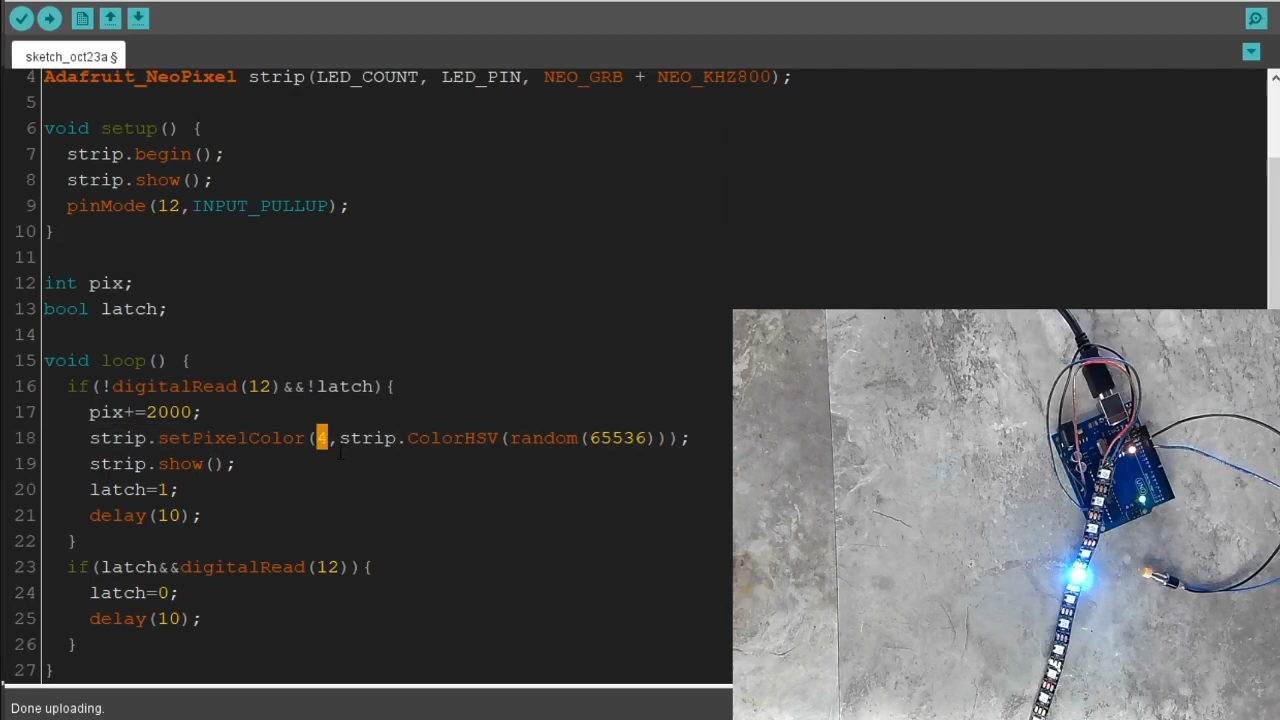 sketch_oct23a §
4 Adafruit_NeoPixel strip(LED_COUNT, LED_PIN, NEO_GRB + NEO_KHZ800);
5
6 void setup() {
7 strip.begin();
8 strip.show();
9 pinMode(12,INPUT_PULLUP);
10 }
11
12 int pix;
13 bool latch;
14
15 void loop() {
16 if(!digitalRead(12)&&!latch){
17 pix+=2000;
18 strip.setPixelColor(4,strip.ColorHSV(random(65536)));
19 strip.show();
20 latch=1;
21 delay(10);
22 }
23 if(latch&&digitalRead(12)){
24 latch=0;
25 delay(10);
26 }
27 }
Done uploading.
UNO